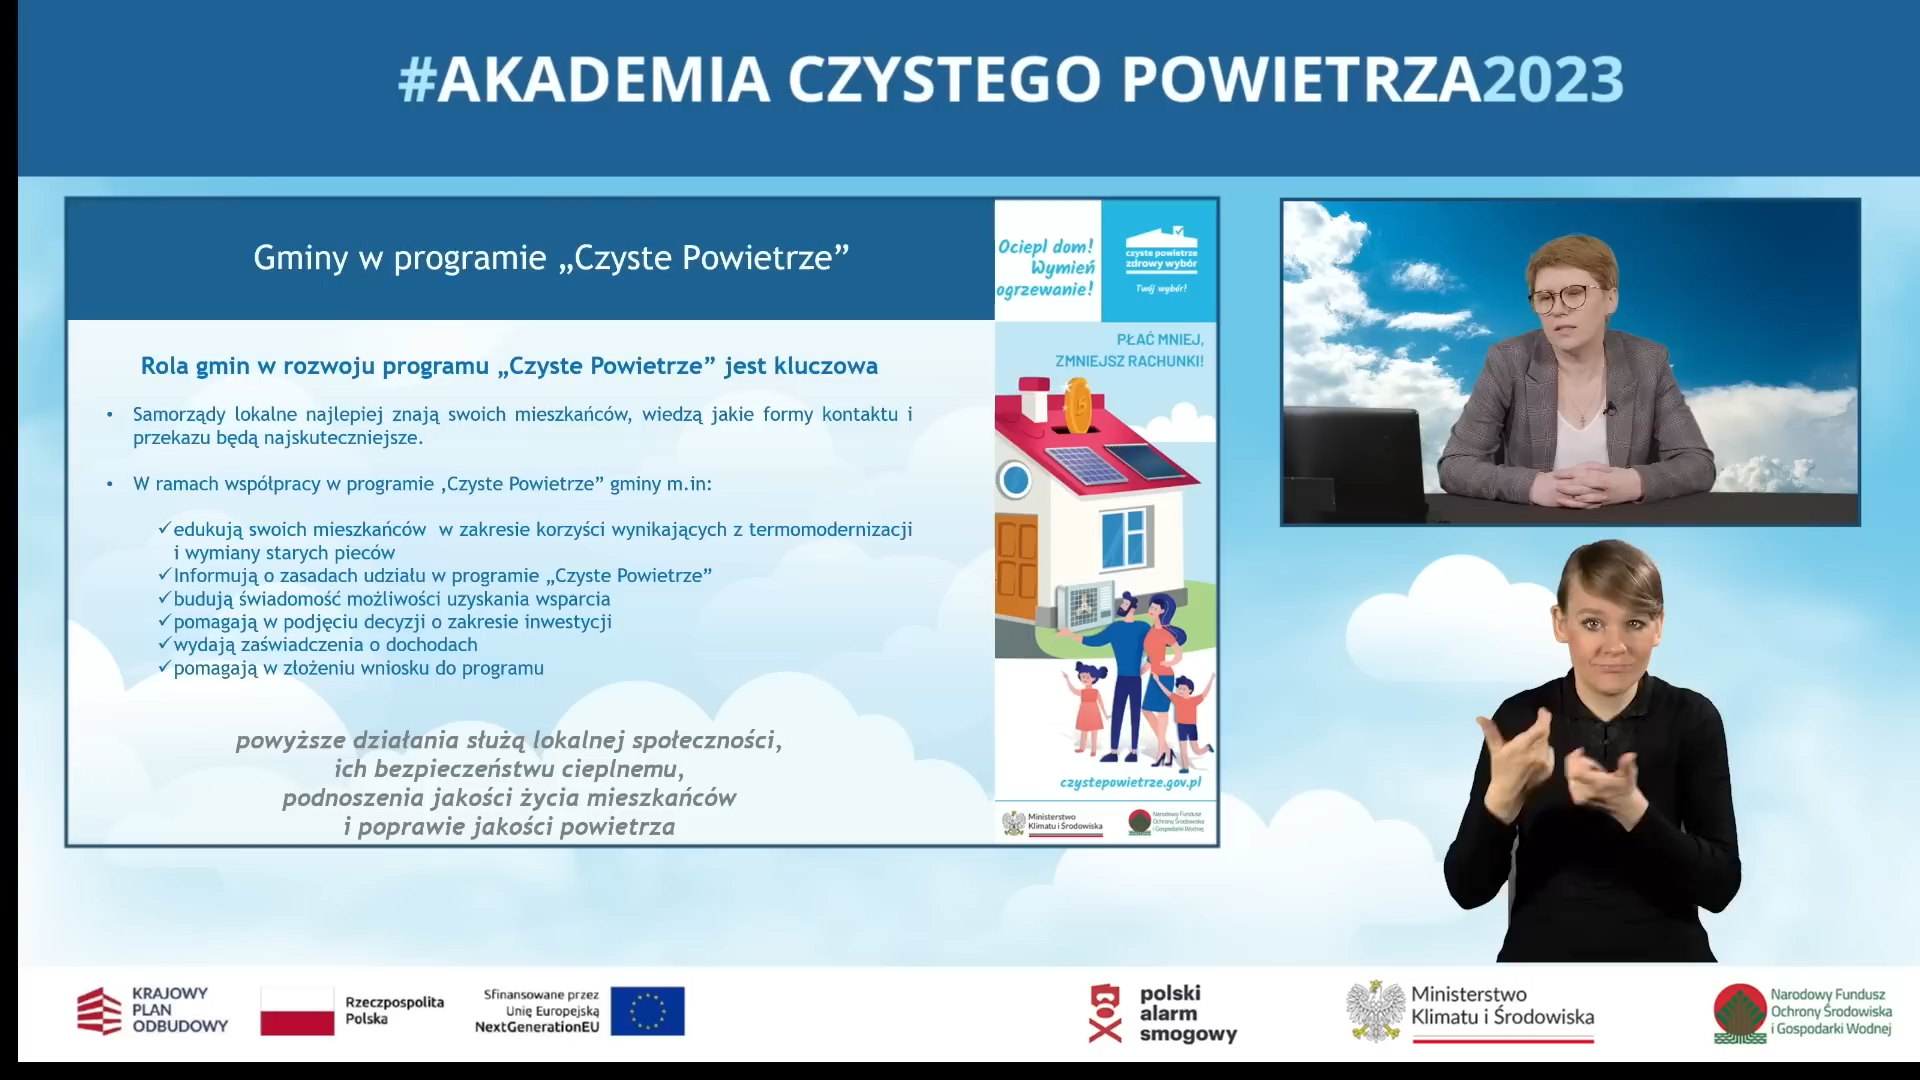 #AKADEMIA CZYSTEGO POWIETRZA2023
Gminy w programie „Czyste Powietrze”
Rola gmin w rozwoju programu „Czyste Powietrze” jest kluczowa
• Samorządy lokalne najlepiej znają swoich mieszkańców, wiedzą jakie formy kontaktu i
przekazu będą najskuteczniejsze.
• W ramach współpracy w programie ‚Czyste Powietrze” gminy m.in:
✓edukują swoich mieszkańców w zakresie korzyści wynikających z termomodernizacji
i wymiany starych pieców
✓Informują o zasadach udziału w programie „Czyste Powietrze”
✓budują świadomość możliwości uzyskania wsparcia
✓pomagają w podjęciu decyzji o zakresie inwestycji
✓wydają zaświadczenia o dochodach
✓pomagają w złożeniu wniosku do programu
powyższe działania służą lokalnej społeczności,
ich bezpieczeństwu cieplnemu,
podnoszenia jakości życia mieszkańców
i poprawie jakości powietrza
Ociepl dom!
Wymień
ogrzewanie!
czyste powietrze
zdrowy wybór
Twój wybór!
PŁAĆ MNIEJ,
ZMNIEJSZ RACHUNKI!
czystepowietrze.gov.pl
Ministerstwo
Klimatu i Środowiska
Narodowy Fundusz
Ochrony Środowiska
i Gospodarki Wodnej
KRAJOWY
PLAN
ODBUDOWY
Rzeczpospolita
Polska
Sfinansowane przez
Unię Europejską
NextGenerationEU
polski
alarm
smogowy
Ministerstwo
Klimatu i Środowiska
Narodowy Fundusz
Ochrony Środowiska
i Gospodarki Wodnej